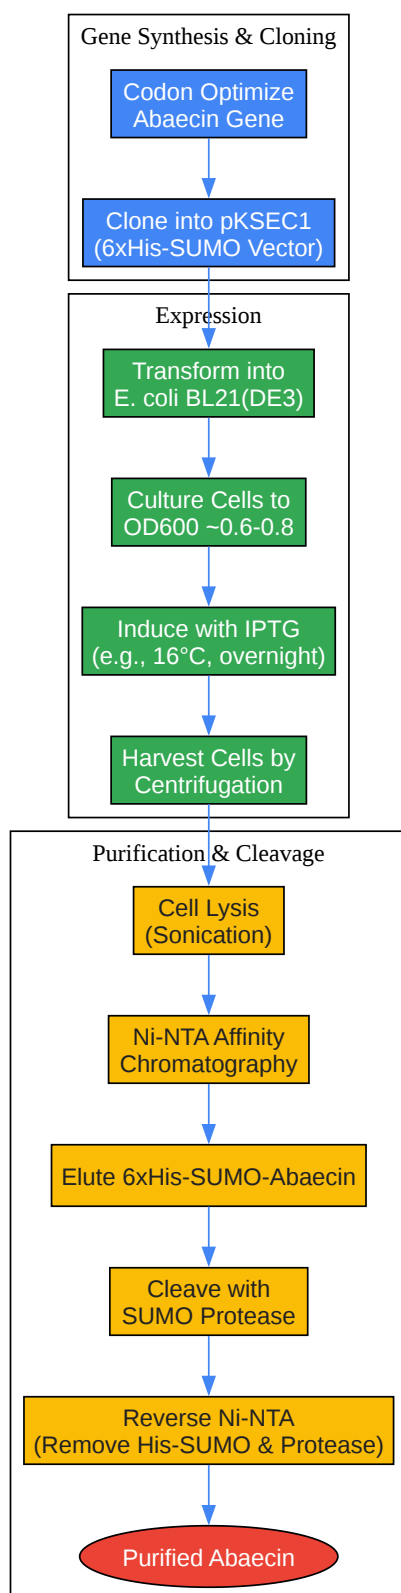 Gene Synthesis & Cloning
Codon Optimize
Abaecin Gene
Clone into pKSEC1
(6xHis-SUMO Vector)
Expression
Transform into
E. coli BL21(DE3)
Culture Cells to
OD600 ~0.6-0.8
Induce with IPTG
(e.g., 16°C, overnight)
Harvest Cells by
Centrifugation
Purification & Cleavage
Cell Lysis
(Sonication)
Ni-NTA Affinity
Chromatography
Elute 6xHis-SUMO-Abaecin
Cleave with
SUMO Protease
Reverse Ni-NTA
(Remove His-SUMO & Protease)
Purified Abaecin